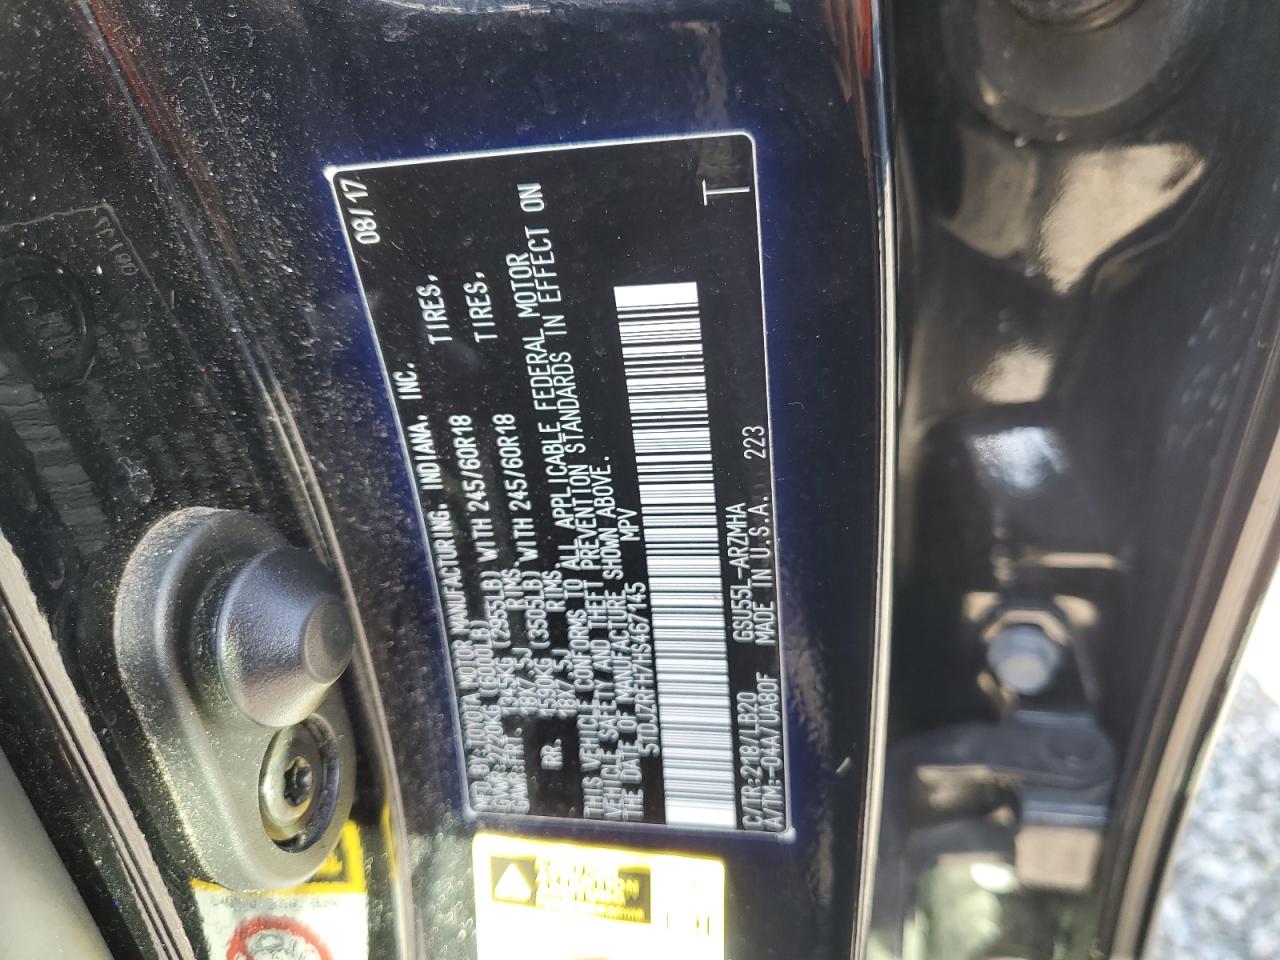 MFD BY: TOYOTA MOTOR MANUFACTURING, INDIANA, INC. 08/17
GVWR: 2720KG (6000LB)
GAWR: FRT. 1345KG (2955LB) WITH 245/60R18 TIRES,
18X7.5J RIMS.
RR. 1590KG (3505LB) WITH 245/60R18 TIRES,
18X7.5J RIMS.
THIS VEHICLE CONFORMS TO ALL APPLICABLE FEDERAL MOTOR
VEHICLE SAFETY AND THEFT PREVENTION STANDARDS IN EFFECT ON
THE DATE OF MANUFACTURE SHOWN ABOVE.
5TDJZRFH7HS467145 MPV
C/TR: 218/LB20 GSU55L-ARZMHA
A/TM: -04A/UA80F MADE IN U.S.A. 223
T